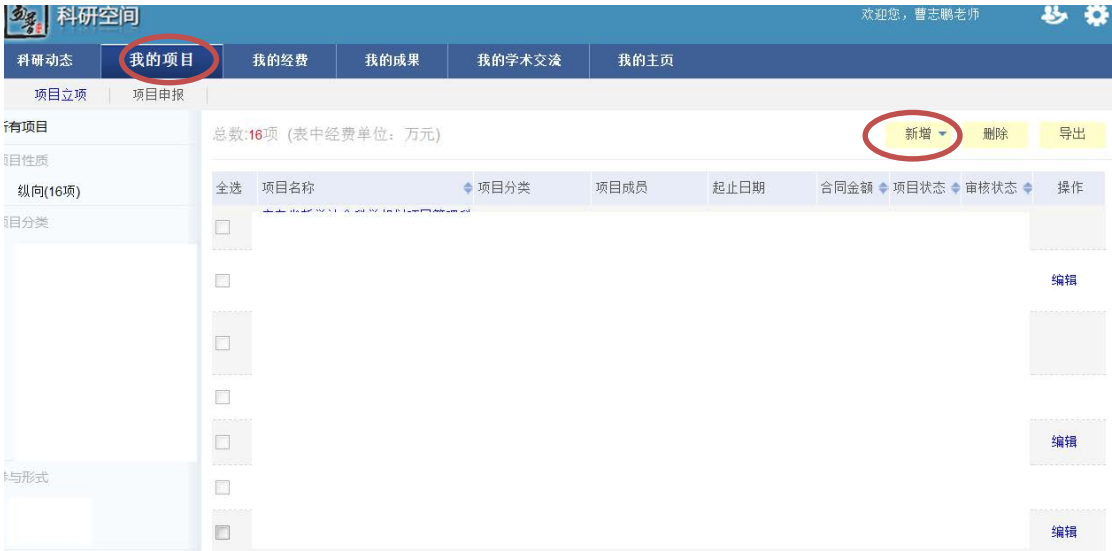 科研空间
欢迎您，曹志鹏老师
科研动态 我的项目 我的经费 我的成果 我的学术交流 我的主页
项目立项 项目申报
所有项目
总数:16项 (表中经费单位：万元)
新增 删除 导出
项目性质
纵向(16项)
全选 项目名称 项目分类 项目成员 起止日期 合同金额 项目状态 审核状态 操作
项目分类
编辑
编辑
参与形式
编辑